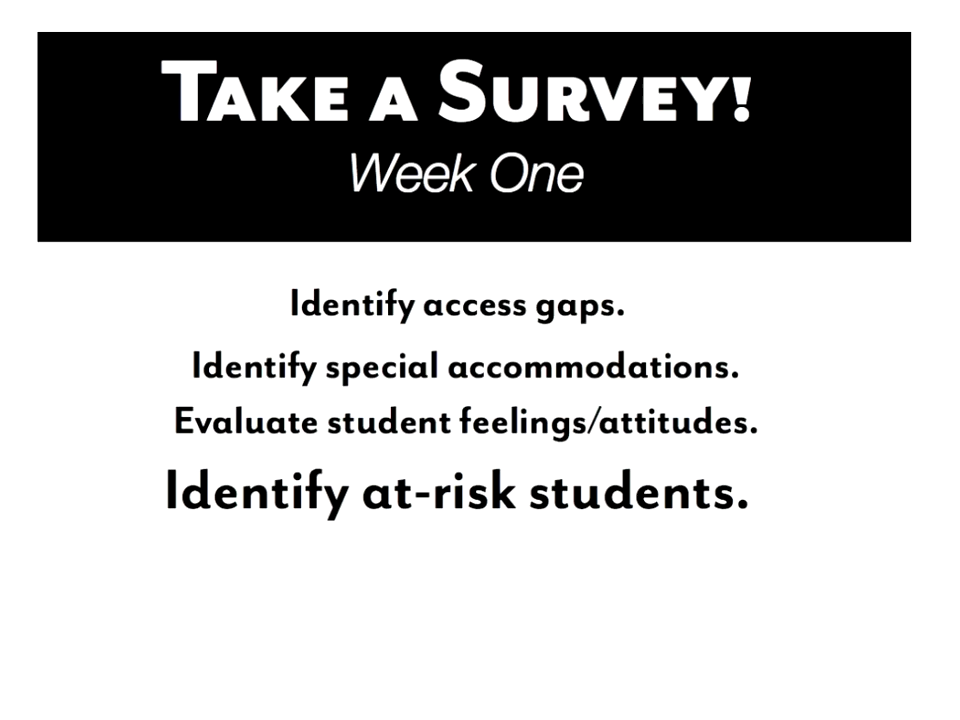 Take a Survey!
Week One
Identify access gaps.
Identify special accommodations.
Evaluate student feelings/attitudes.
Identify at-risk students.